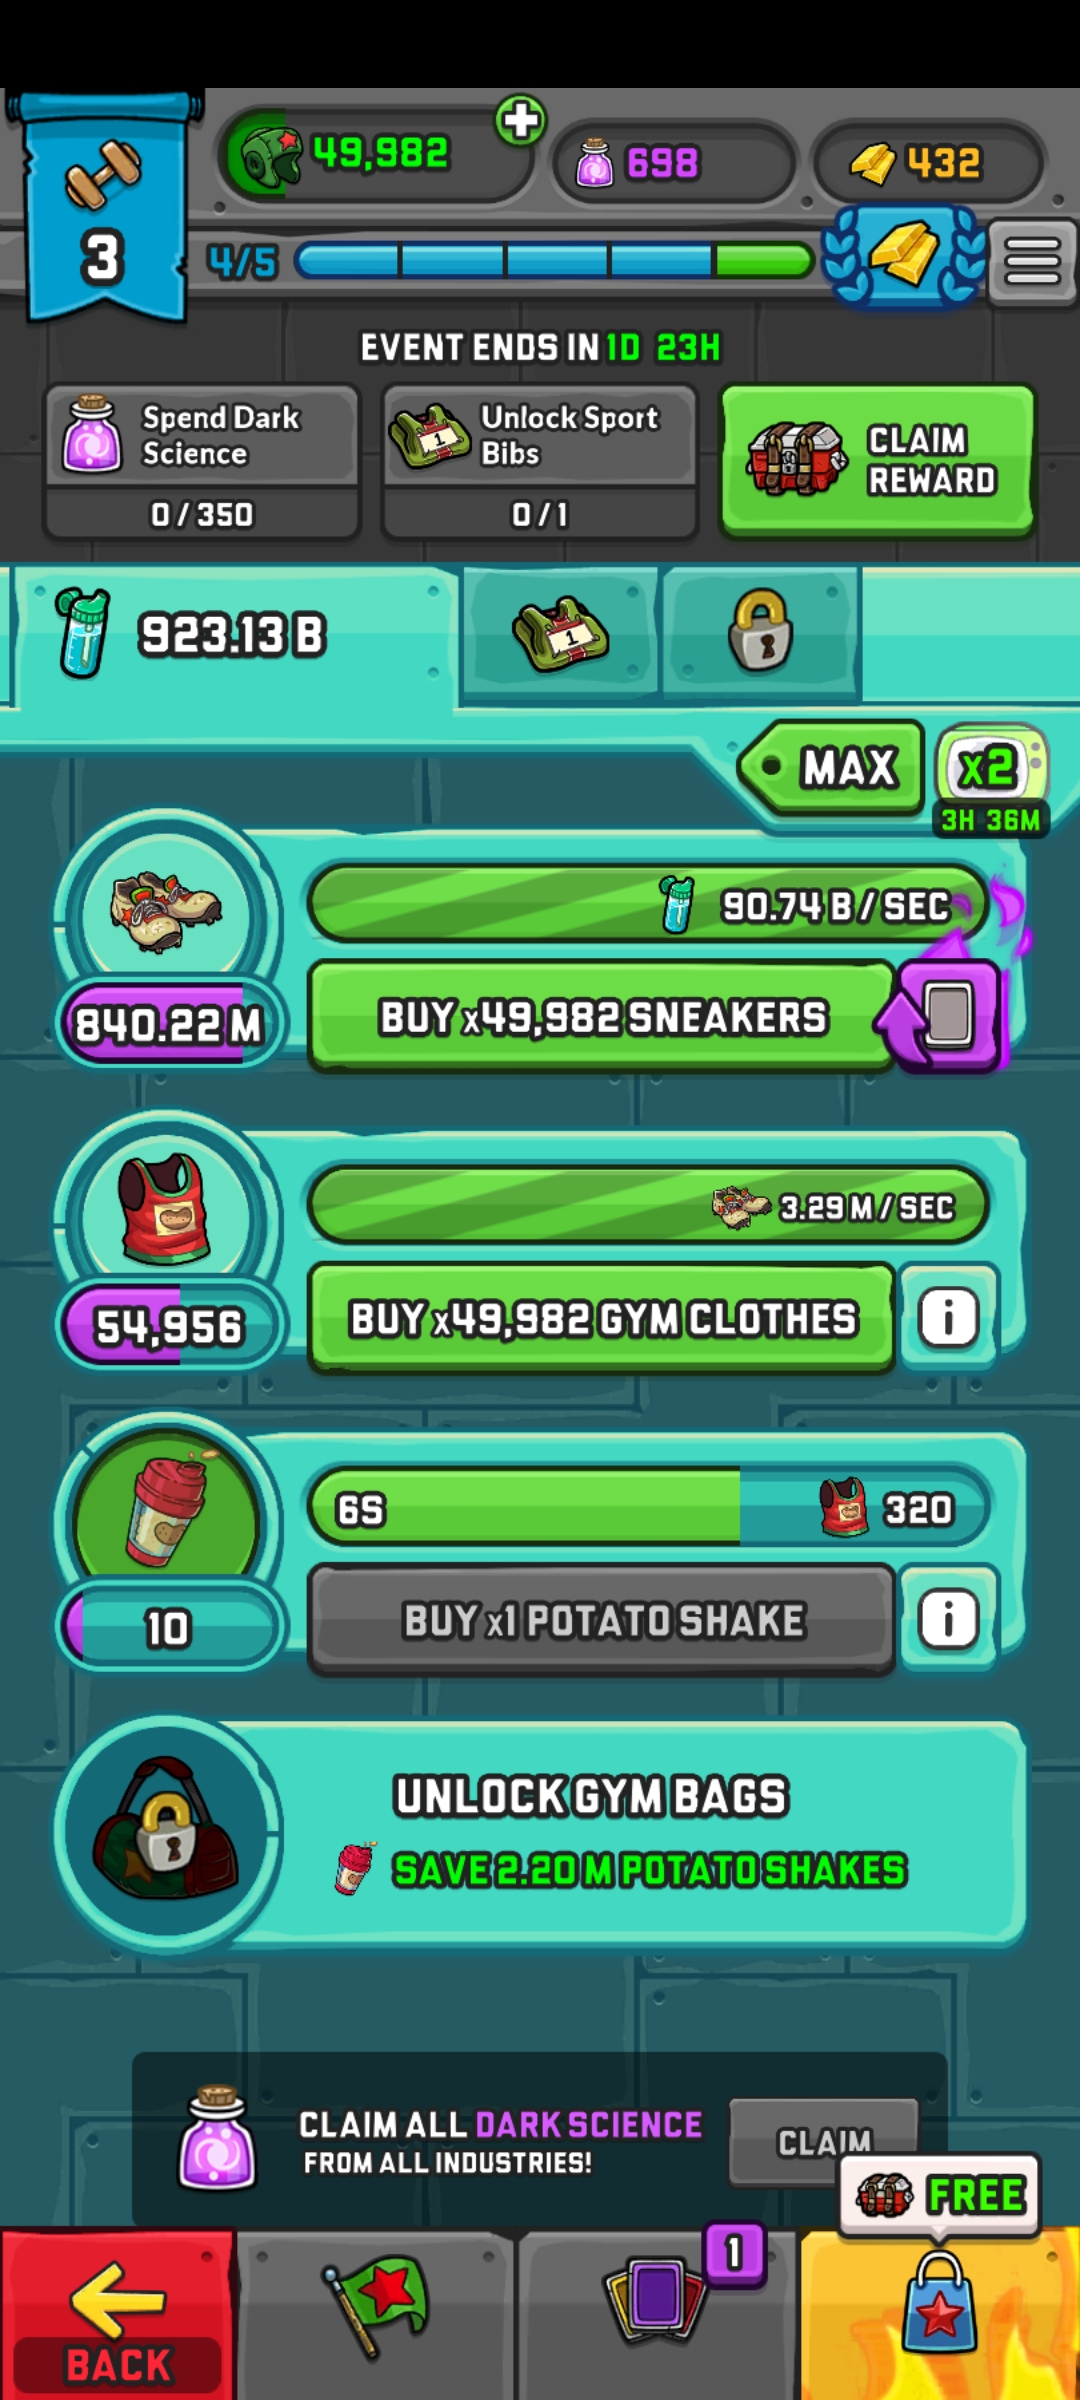 49,982
698
432
3
4/5
EVENT ENDS IN 1D 23H
Spend Dark
Science
0 / 350
1
Unlock Sport
Bibs
0 / 1
CLAIM
REWARD
923.13 B
1
MAX
x2
3H 36M
90.74 B / SEC
840.22 M
BUY x49,982 SNEAKERS
3.29 M / SEC
54,956
BUY x49,982 GYM CLOTHES
i
6S
320
10
BUY x1 POTATO SHAKE
i
UNLOCK GYM BAGS
SAVE 2.20 M POTATO SHAKES
CLAIM ALL DARK SCIENCE
FROM ALL INDUSTRIES!
CLAIM
FREE
1
BACK